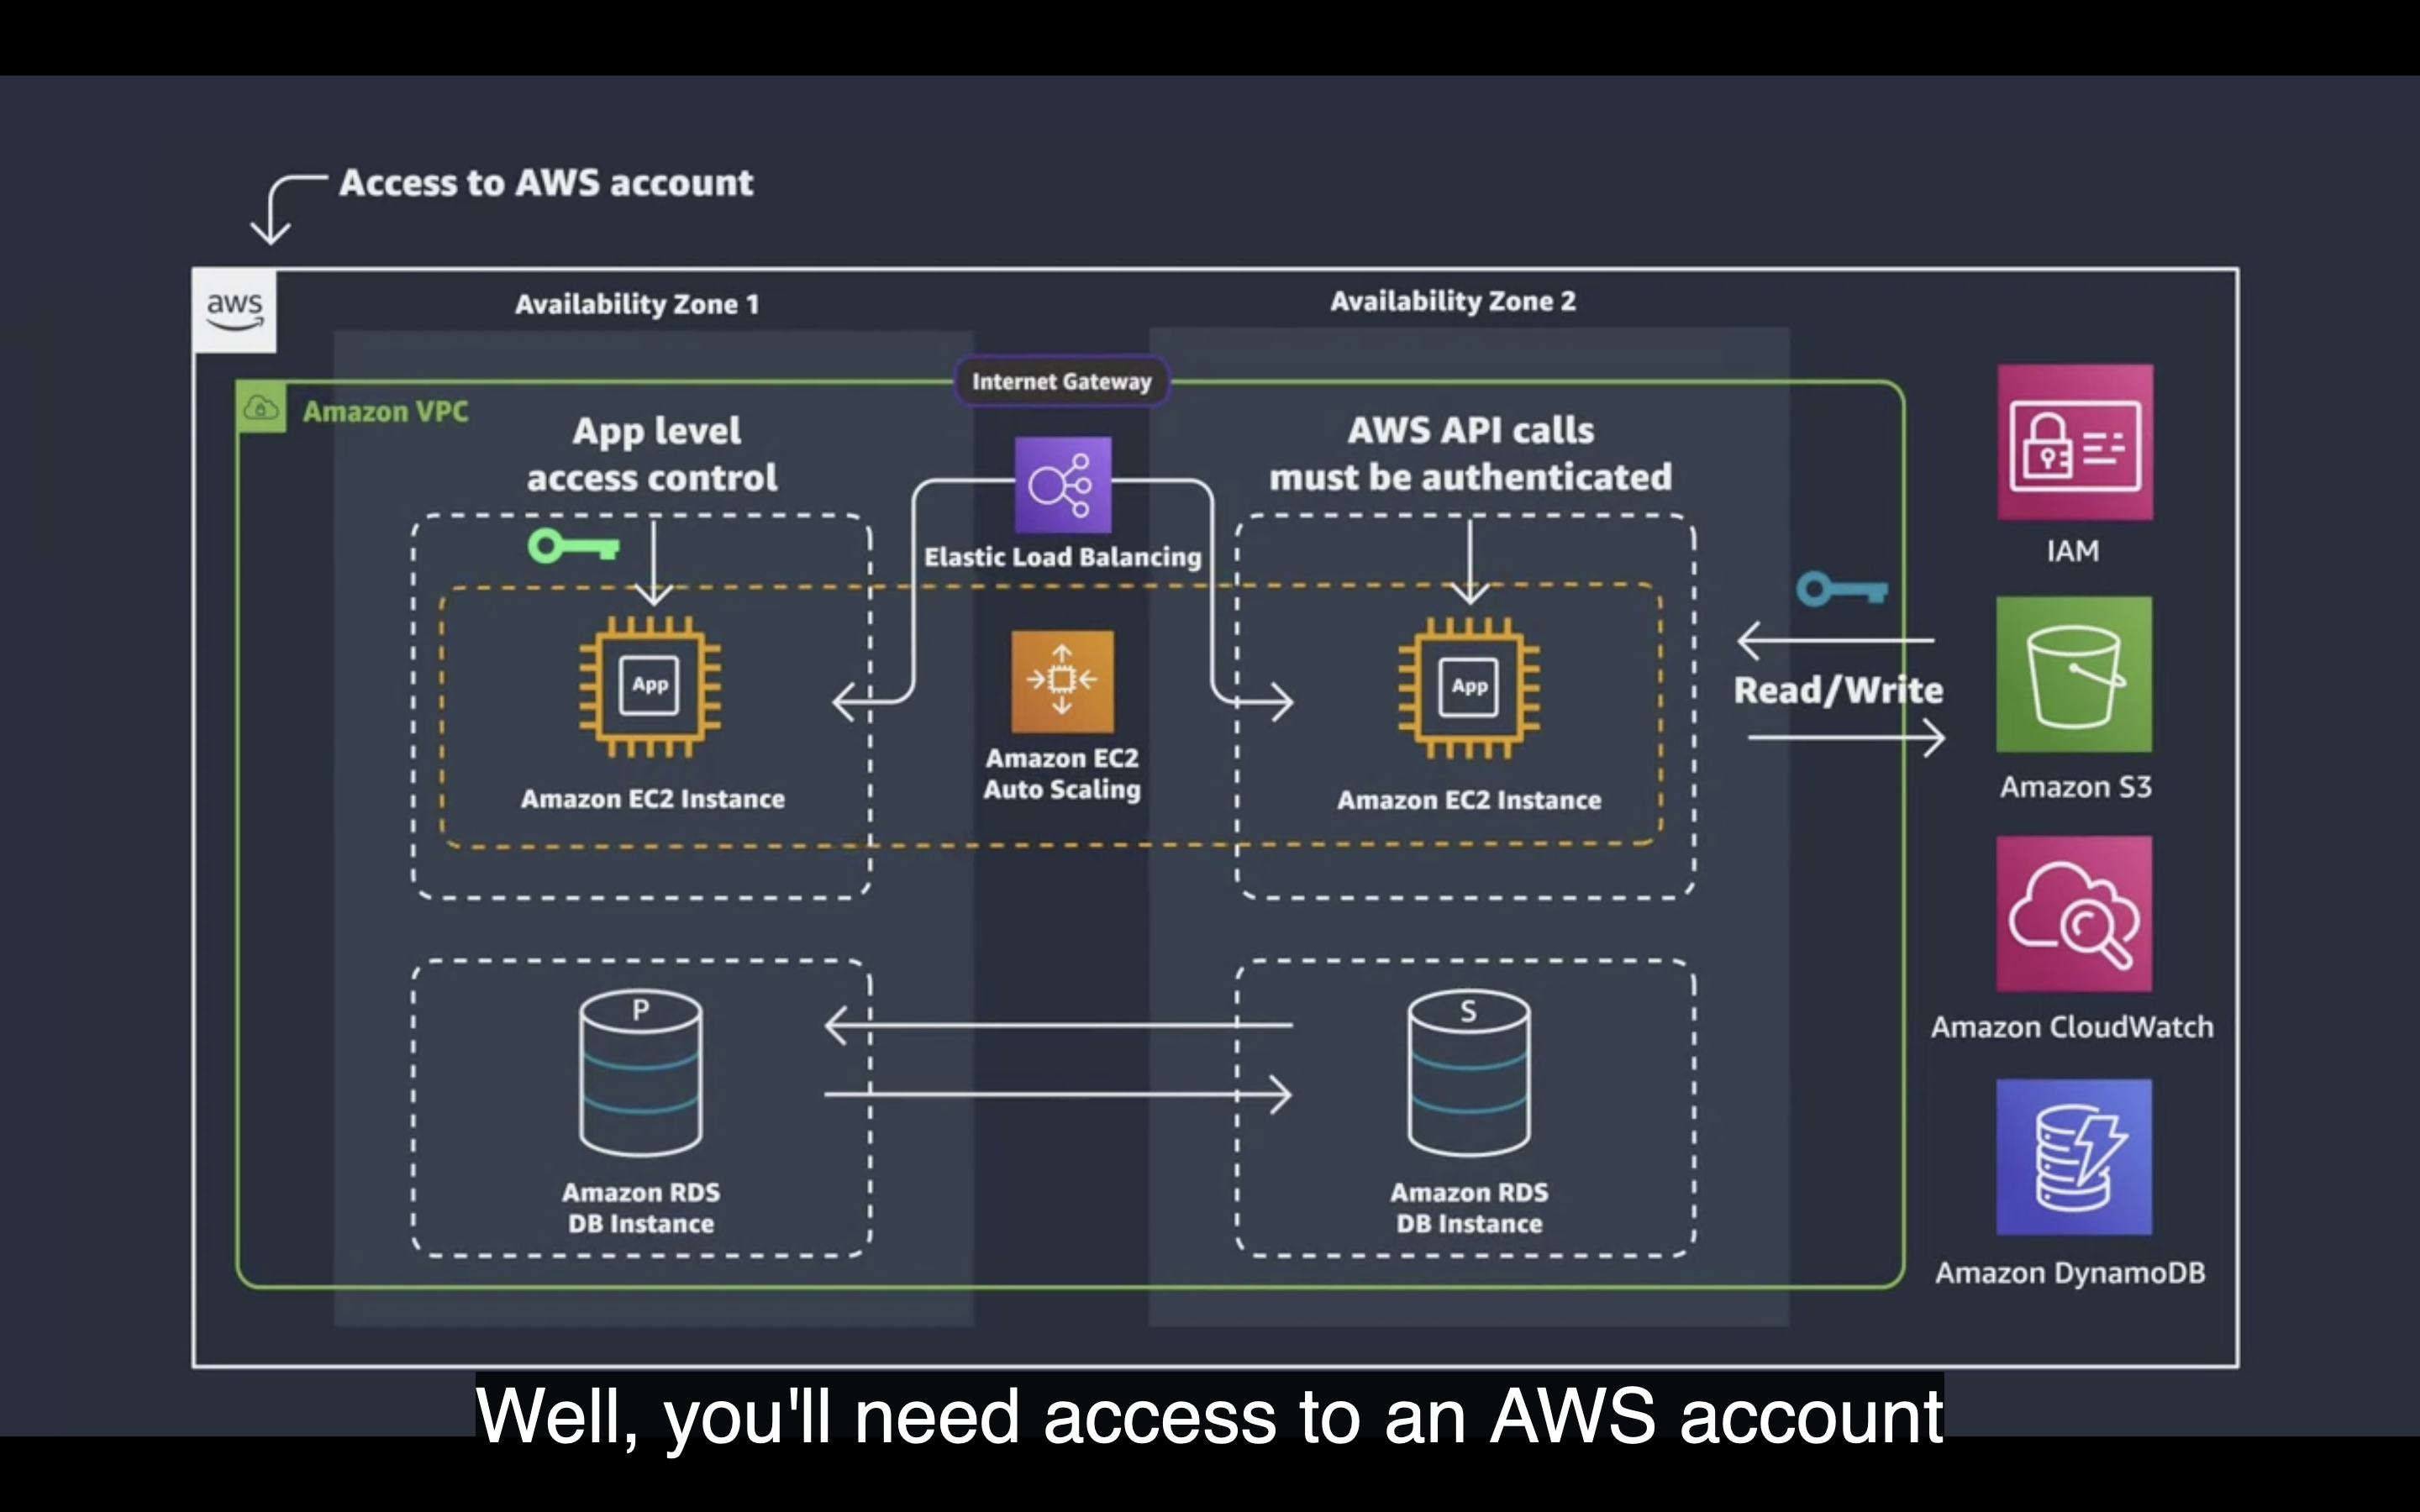 Access to AWS account
aws
Availability Zone 1
Availability Zone 2
Internet Gateway
Amazon VPC
App level
access control
AWS API calls
must be authenticated
Elastic Load Balancing
IAM
App
App
Read/Write
Amazon EC2
Auto Scaling
Amazon EC2 Instance
Amazon EC2 Instance
Amazon S3
P
S
Amazon CloudWatch
Amazon RDS
DB Instance
Amazon RDS
DB Instance
Amazon DynamoDB
Well, you'll need access to an AWS account